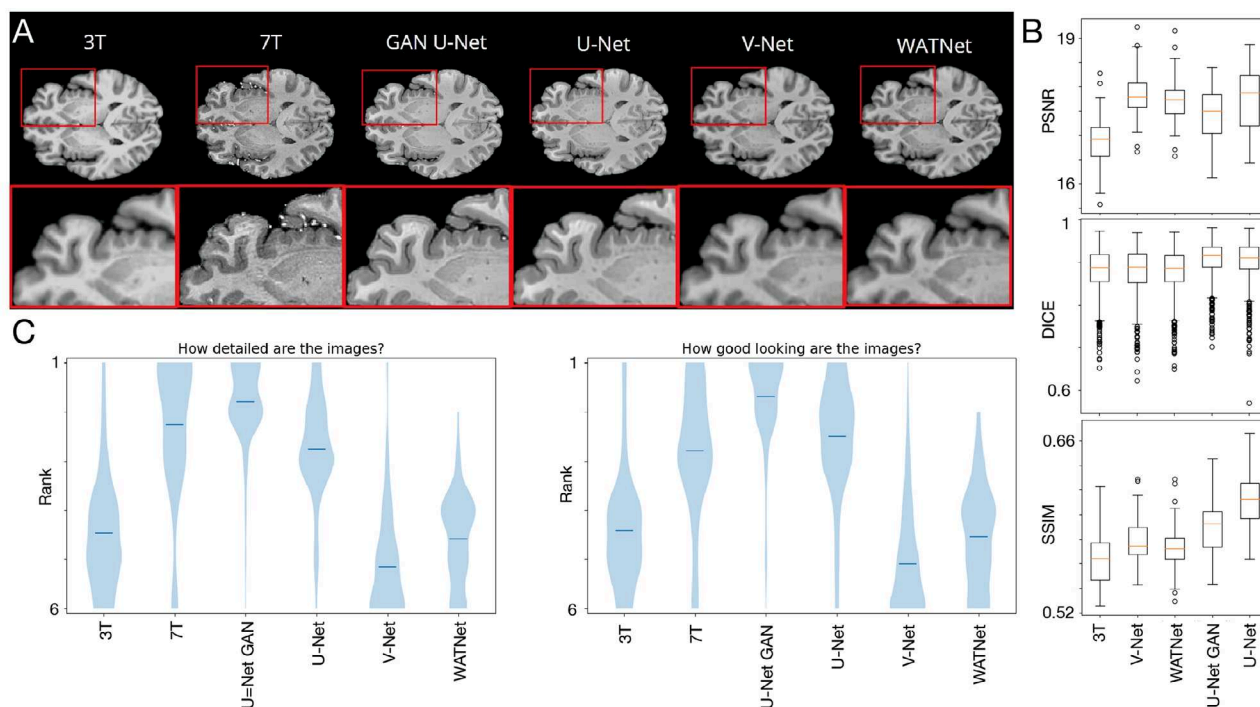 A
3T
7T
GAN U-Net
U-Net
V-Net
WATNet
B
19
PSNR
16
1
DICE
0.6
0.66
SSIM
0.52
3T
V-Net
WATNet
U-Net GAN
U-Net
C
How detailed are the images?
1
Rank
6
3T
7T
U=Net GAN
U-Net
V-Net
WATNet
How good looking are the images?
1
Rank
6
3T
7T
U-Net GAN
U-Net
V-Net
WATNet